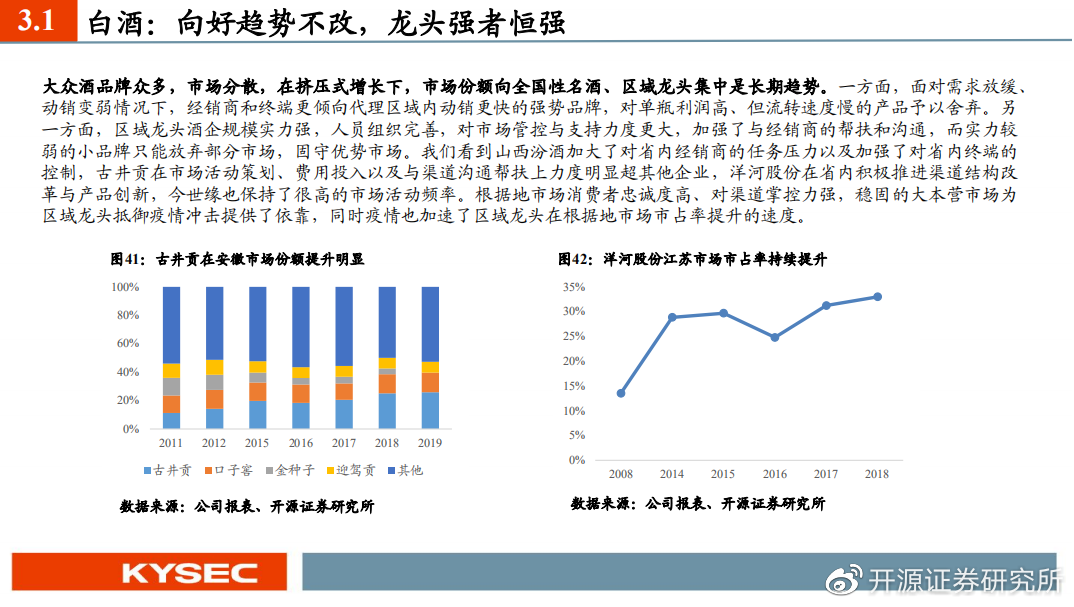 3.1
白酒：向好趋势不改，龙头强者恒强
大众酒品牌众多，市场分散，在挤压式增长下，市场份额向全国性名酒、区域龙头集中是长期趋势。一方面，面对需求放缓、
动销变弱情况下，经销商和终端更倾向代理区域内动销更快的强势品牌，对单瓶利润高、但流转速度慢的产品予以舍弃。另
一方面，区域龙头酒企规模实力强，人员组织完善，对市场管控与支持力度更大，加强了与经销商的帮扶和沟通，而实力较
弱的小品牌只能放弃部分市场，固守优势市场。我们看到山西汾酒加大了对省内经销商的任务压力以及加强了对省内终端的
控制，古井贡在市场活动策划、费用投入以及与渠道沟通帮扶上力度明显超其他企业，洋河股份在省内积极推进渠道结构改
革与产品创新，今世缘也保持了很高的市场活动频率。根据地市场消费者忠诚度高、对渠道掌控力强，稳固的大本营市场为
区域龙头抵御疫情冲击提供了依靠，同时疫情也加速了区域龙头在根据地市场市占率提升的速度。
图41：古井贡在安徽市场份额提升明显
100%
80%
60%
40%
20%
0%
2011 2012 2015 2016 2017 2018 2019
古井贡 口子窖 金种子 迎驾贡 其他
数据来源：公司报表、开源证券研究所
图42：洋河股份江苏市场市占率持续提升
35%
30%
25%
20%
15%
10%
5%
0%
2008 2014 2015 2016 2017 2018
数据来源：公司报表、开源证券研究所
KYSEC
开源证券研究所